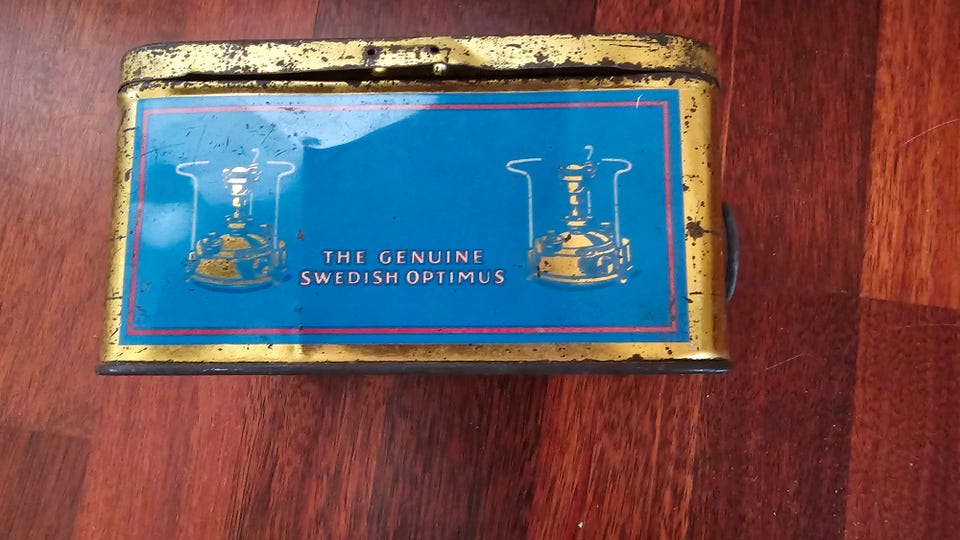 THE GENUINE
SWEDISH OPTIMUS